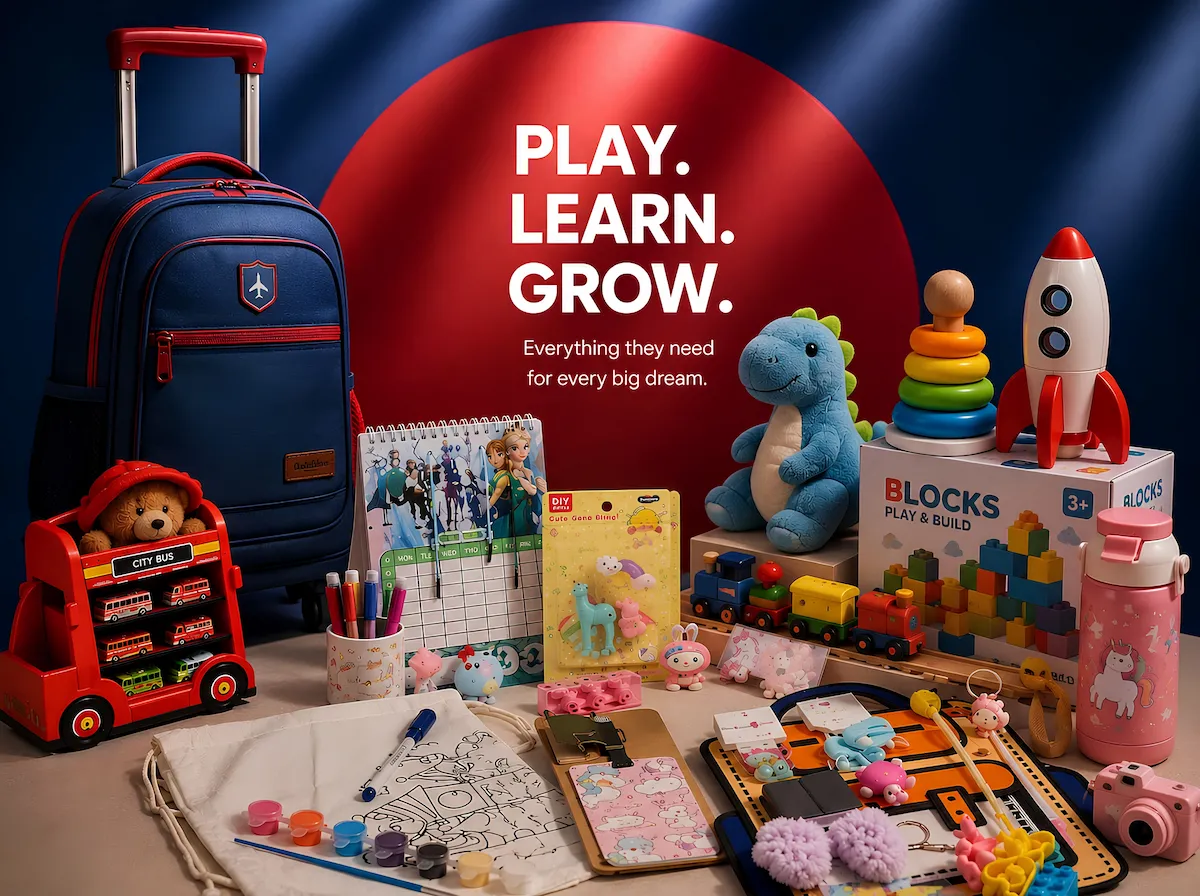 PLAY.
LEARN.
GROW.
Everything they need
for every big dream.
CITY BUS
MON TUE WED THU
DIY
BLOCKS
PLAY & BUILD
3+
BLOCKS